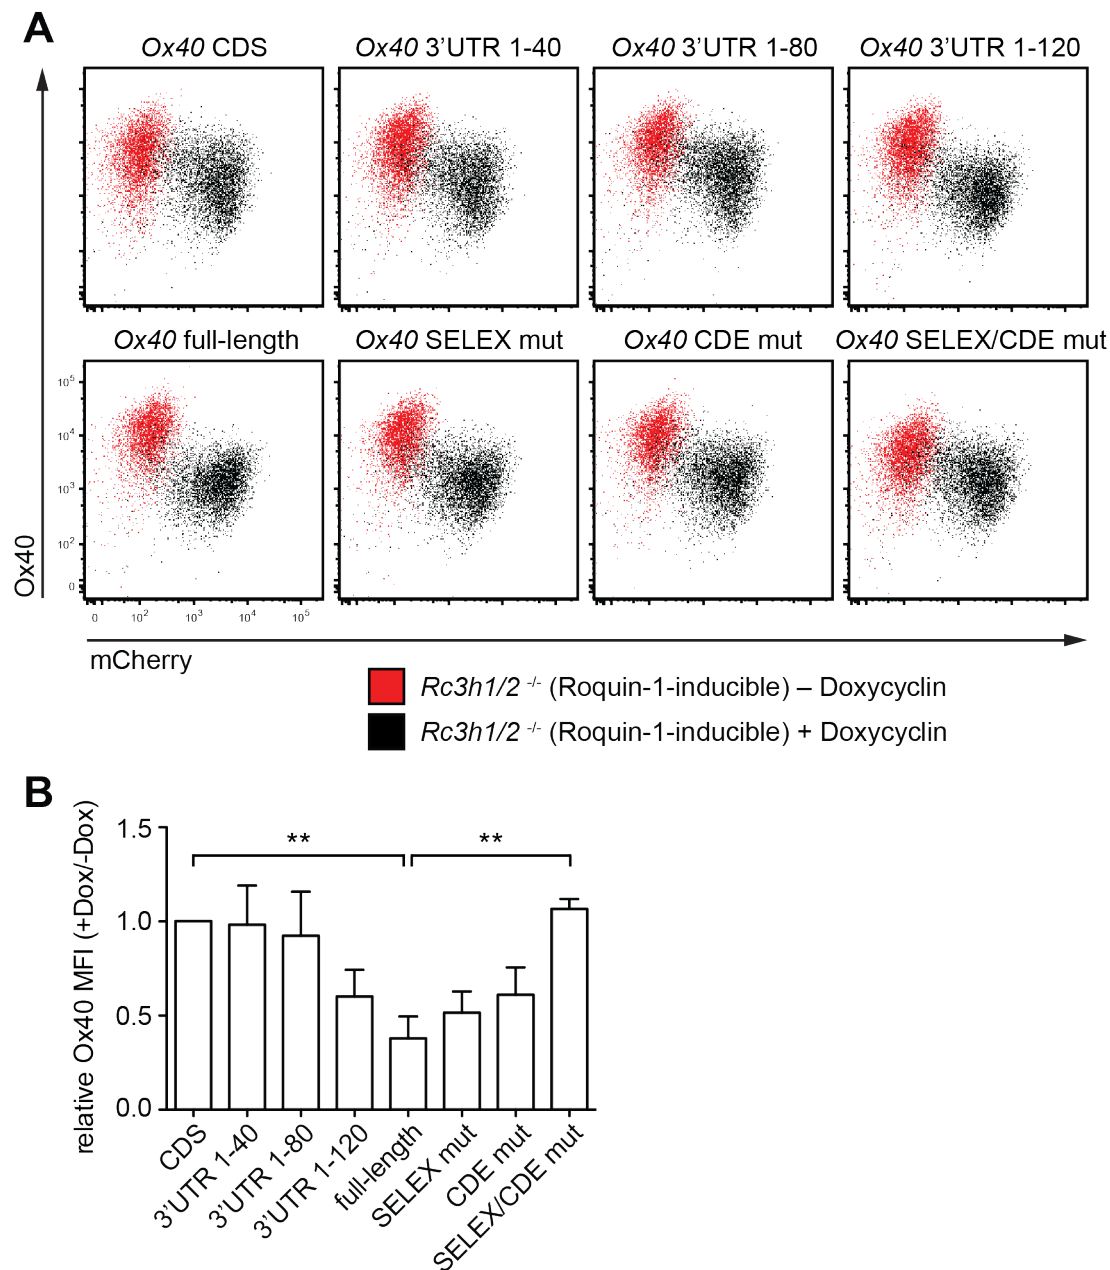 A
Ox40 CDS
Ox40 3'UTR 1-40
Ox40 3'UTR 1-80
Ox40 3'UTR 1-120
Ox40 full-length
Ox40 SELEX mut
Ox40 CDE mut
Ox40 SELEX/CDE mut
10⁵
10⁴
10³
10²
0
0
10²
10³
10⁴
10⁵
Ox40
mCherry
Rc3h1/2 -/- (Roquin-1-inducible) – Doxycyclin
Rc3h1/2 -/- (Roquin-1-inducible) + Doxycyclin
B
relative Ox40 MFI (+Dox/-Dox)
1.5
1.0
0.5
0.0
**
**
CDS
3'UTR 1-40
3'UTR 1-80
3'UTR 1-120
full-length
SELEX mut
CDE mut
SELEX/CDE mut